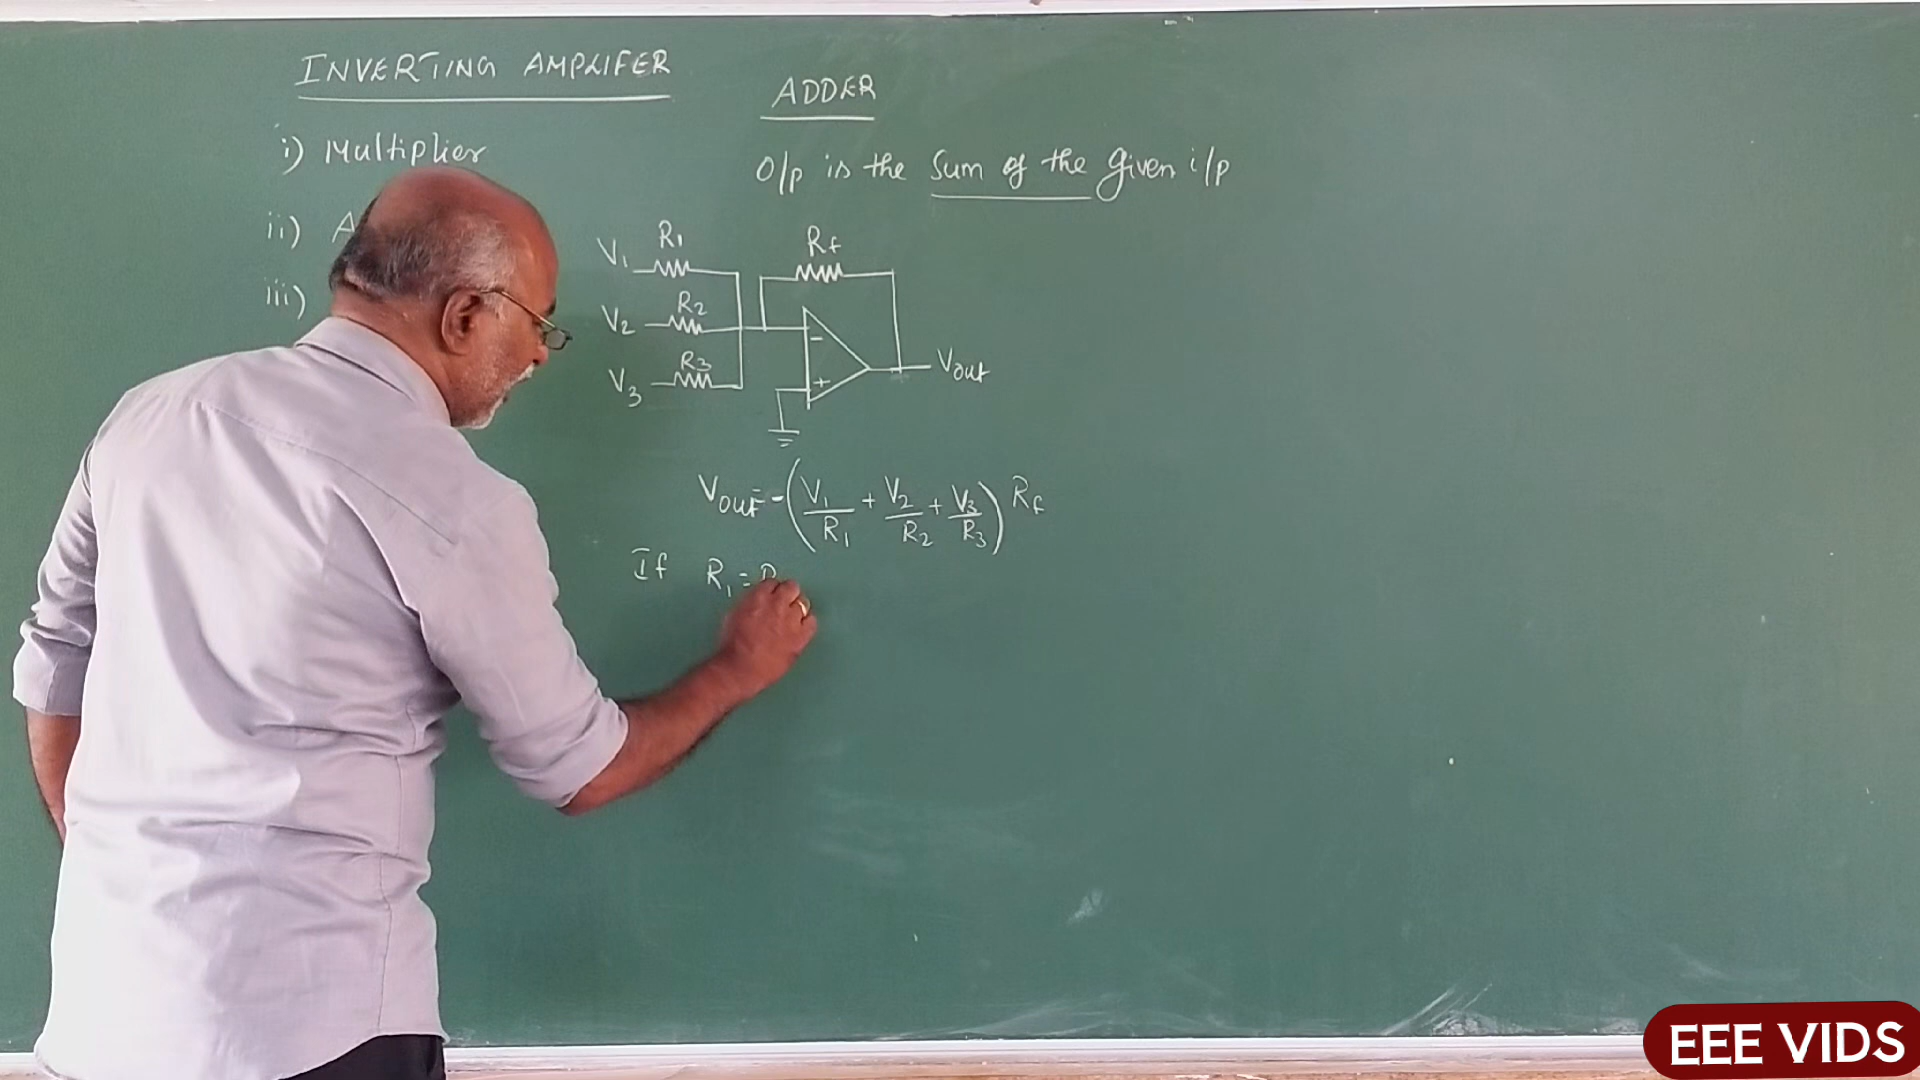 INVERTING AMPLIFER
i) Multiplier
ii) A
iii)
ADDER
O/p is the sum of the given i/p
V1 R1
V2 R2
V3 R3
Rf
-
+
Vout
Vout = -(V1/R1 + V2/R2 + V3/R3) Rf
If R1 =
EEE VIDS